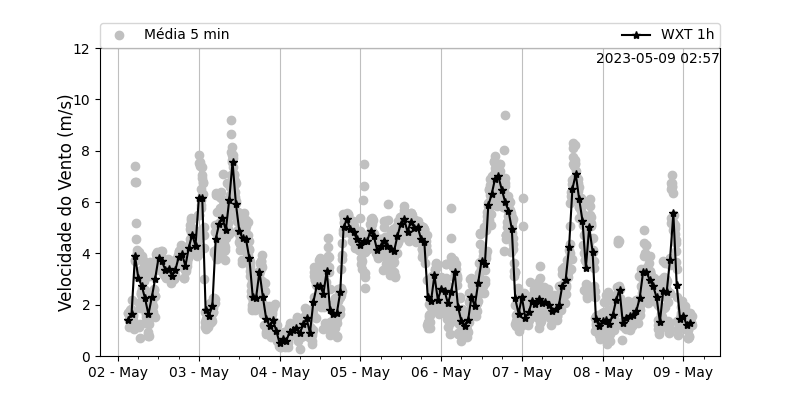 Média 5 min
WXT 1h
2023-05-09 02:57
Velocidade do Vento (m/s)
12
10
8
6
4
2
0
02 - May
03 - May
04 - May
05 - May
06 - May
07 - May
08 - May
09 - May